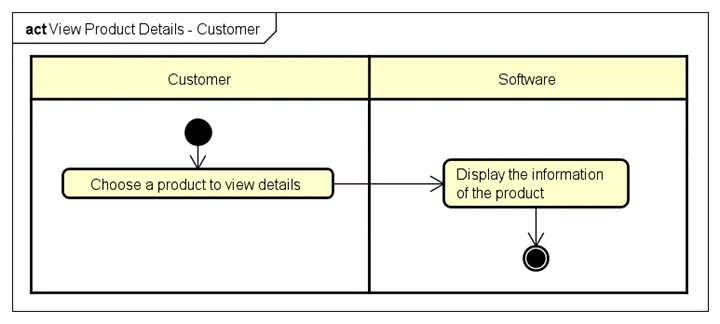 act View Product Details - Customer
Customer
Software
Choose a product to view details
Display the information
of the product